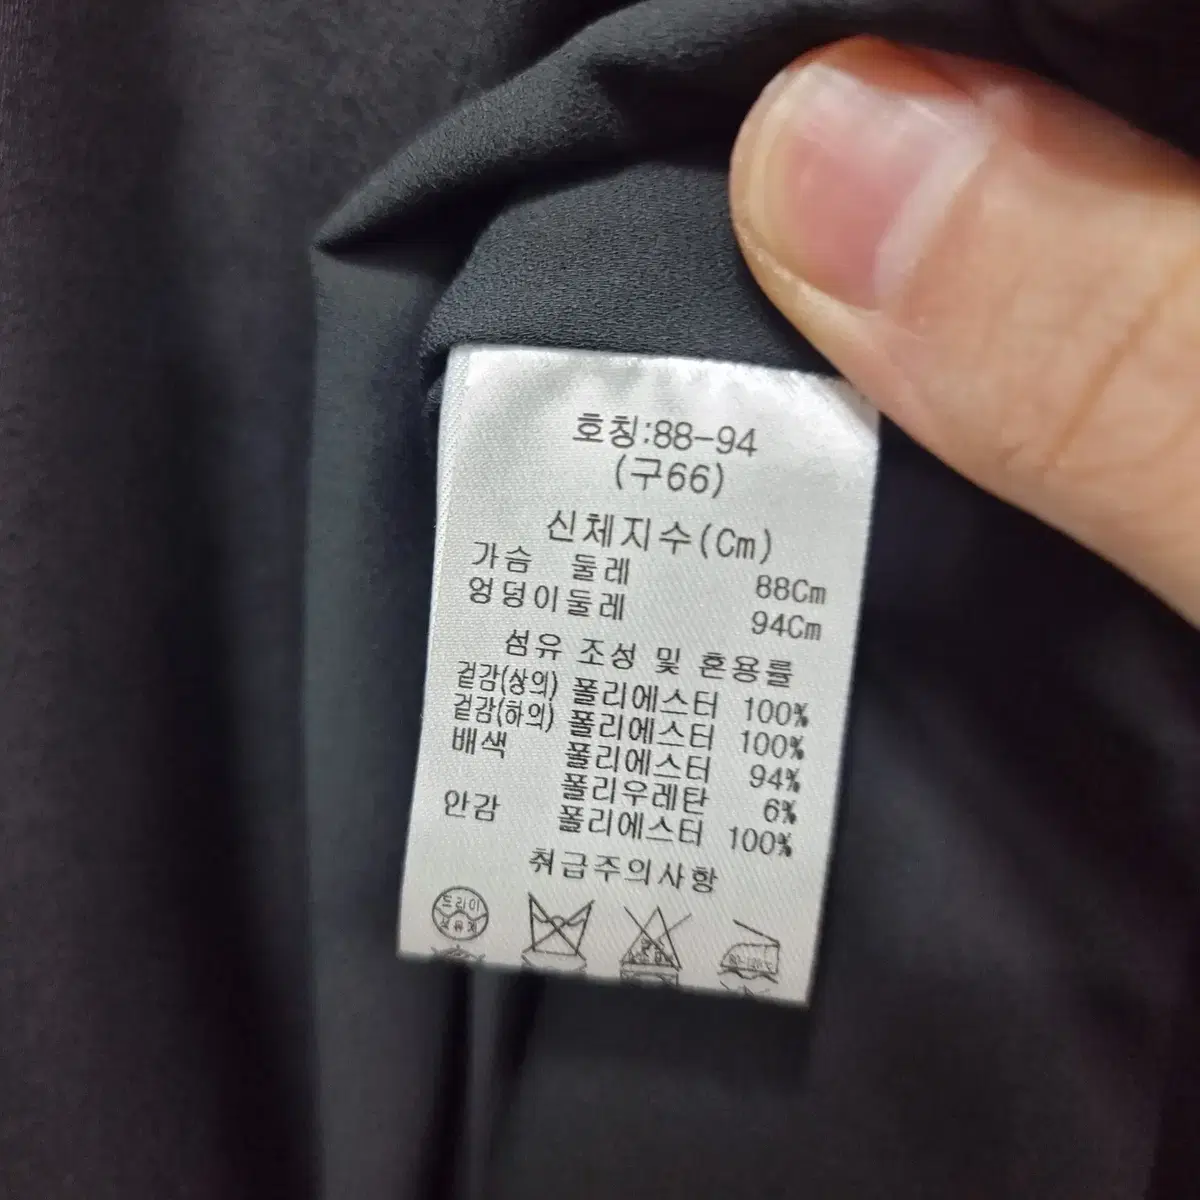 호칭:88-94
(구66)
신체지수(Cm)
가슴 둘레 88Cm
엉덩이둘레 94Cm
섬유 조성 및 혼용률
겉감(상의) 폴리에스터 100%
겉감(하의) 폴리에스터 100%
배색 폴리에스터 94%
폴리우레탄 6%
안감 폴리에스터 100%
취급주의사항
드라이
80-120℃